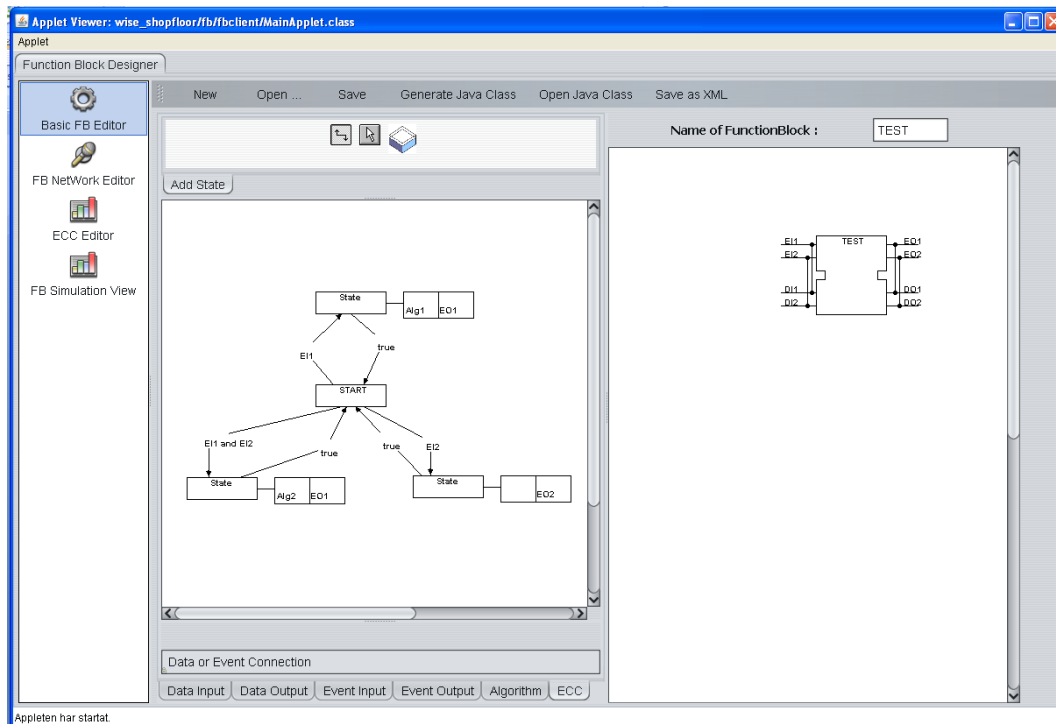 Applet Viewer: wise_shopfloor/fb/fbclient/MainApplet.class
Applet
Function Block Designer
Basic FB Editor
FB NetWork Editor
ECC Editor
FB Simulation View
New Open ... Save Generate Java Class Open Java Class Save as XML
Add State
Name of FunctionBlock : TEST
State
Alg1 EO1
EI1 true
START
EI1 and EI2 true true EI2
State
Alg2 EO1
State
EO2
EI1 TEST EO1
EI2 EO2
DI1 DO1
DI2 DO2
Data or Event Connection
Data Input Data Output Event Input Event Output Algorithm ECC
Appleten har startat.